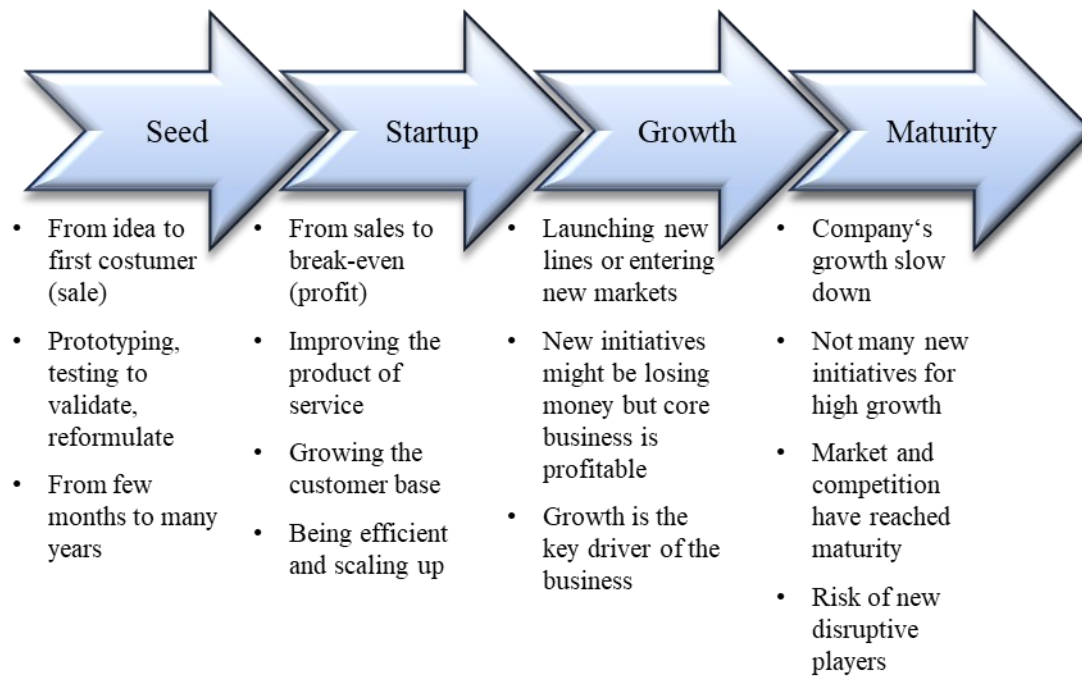 Seed
Startup
Growth
Maturity
• From idea to
first costumer
(sale)
• Prototyping,
testing to
validate,
reformulate
• From few
months to many
years
• From sales to
break-even
(profit)
• Improving the
product of
service
• Growing the
customer base
• Being efficient
and scaling up
• Launching new
lines or entering
new markets
• New initiatives
might be losing
money but core
business is
profitable
• Growth is the
key driver of the
business
• Company‘s
growth slow
down
• Not many new
initiatives for
high growth
• Market and
competition
have reached
maturity
• Risk of new
disruptive
players